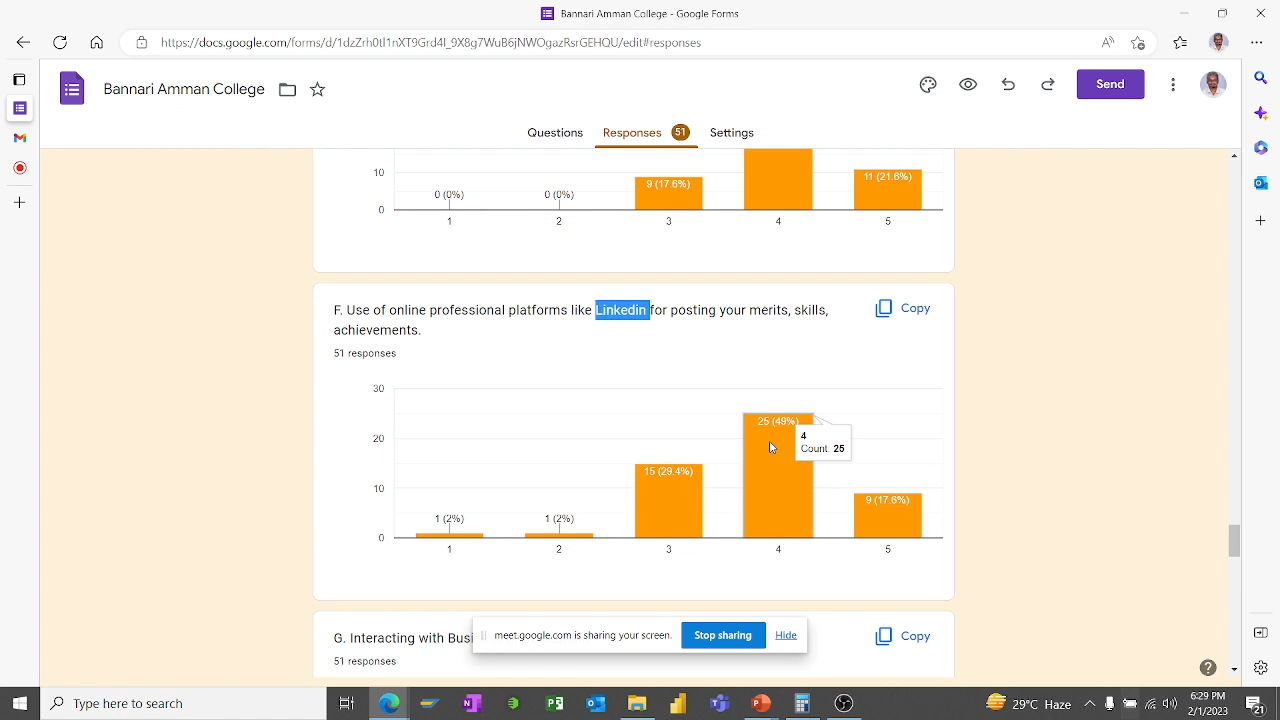 Bannari Amman College - Google Forms
https://docs.google.com/forms/d/1dzZrh0tI1nXT9Grd4I_9X8g7WuB6jNWOgazRsrGEHQU/edit#responses
Bannari Amman College
Send
Questions
Responses 51
Settings
10
0 (0%)
0 (0%)
9 (17.6%)
11 (21.6%)
0
1 2 3 4 5
F. Use of online professional platforms like Linkedin for posting your merits, skills,
achievements.
Copy
51 responses
30
20
10
0
1 (2%)
1 (2%)
15 (29.4%)
25 (49%)
9 (17.6%)
4
Count: 25
1 2 3 4 5
G. Interacting with Busi
Copy
51 responses
meet.google.com is sharing your screen.
Stop sharing
Hide
Type here to search
29°C Haze
6:29 PM
2/1/2023
21